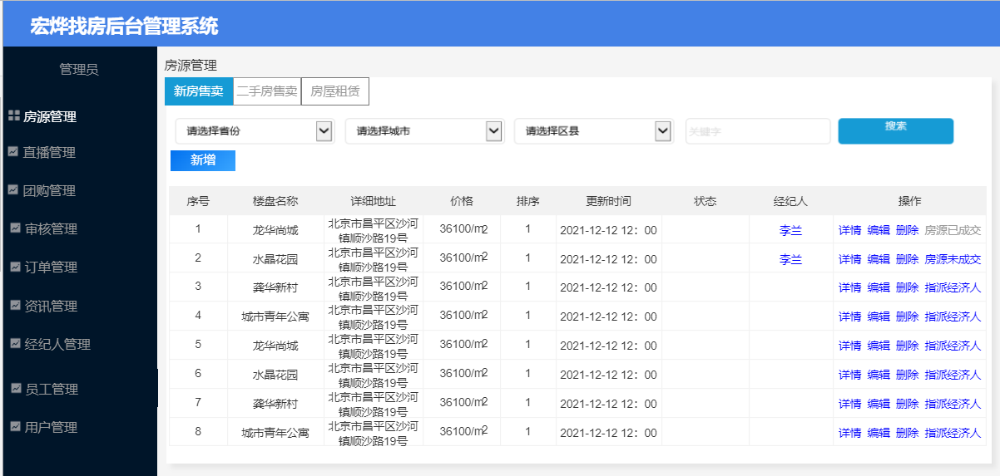 宏烨找房后台管理系统
管理员
房源管理
直播管理
团购管理
审核管理
订单管理
资讯管理
经纪人管理
员工管理
用户管理
房源管理
新房售卖 二手房售卖 房屋租赁
请选择省份 请选择城市 请选择区县 关键字 搜索
新增
序号 楼盘名称 详细地址 价格 排序 更新时间 状态 经纪人 操作
1 龙华尚城 北京市昌平区沙河镇顺沙路19号 36100/m2 1 2021-12-12 12：00 李兰 详情 编辑 删除 房源已成交
2 水晶花园 北京市昌平区沙河镇顺沙路19号 36100/m2 1 2021-12-12 12：00 李兰 详情 编辑 删除 房源未成交
3 龚华新村 北京市昌平区沙河镇顺沙路19号 36100/m2 1 2021-12-12 12：00 详情 编辑 删除 指派经济人
4 城市青年公寓 北京市昌平区沙河镇顺沙路19号 36100/m2 1 2021-12-12 12：00 详情 编辑 删除 指派经济人
5 龙华尚城 北京市昌平区沙河镇顺沙路19号 36100/m2 1 2021-12-12 12：00 详情 编辑 删除 指派经济人
6 水晶花园 北京市昌平区沙河镇顺沙路19号 36100/m2 1 2021-12-12 12：00 详情 编辑 删除 指派经济人
7 龚华新村 北京市昌平区沙河镇顺沙路19号 36100/m2 1 2021-12-12 12：00 详情 编辑 删除 指派经济人
8 城市青年公寓 北京市昌平区沙河镇顺沙路19号 36100/m2 1 2021-12-12 12：00 详情 编辑 删除 指派经济人